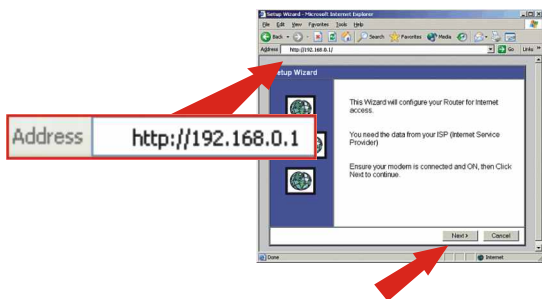 Setup Wizard - Microsoft Internet Explorer
File Edit View Favorites Tools Help
Back Search Favorites Media
Address http://192.168.0.1/ Go Links »
Setup Wizard
This Wizard will configure your Router for Internet
access.
You need the data from your ISP (Internet Service
Provider)
Ensure your modem is connected and ON, then Click
Next to continue.
Address http://192.168.0.1
Next > Cancel
Done Internet